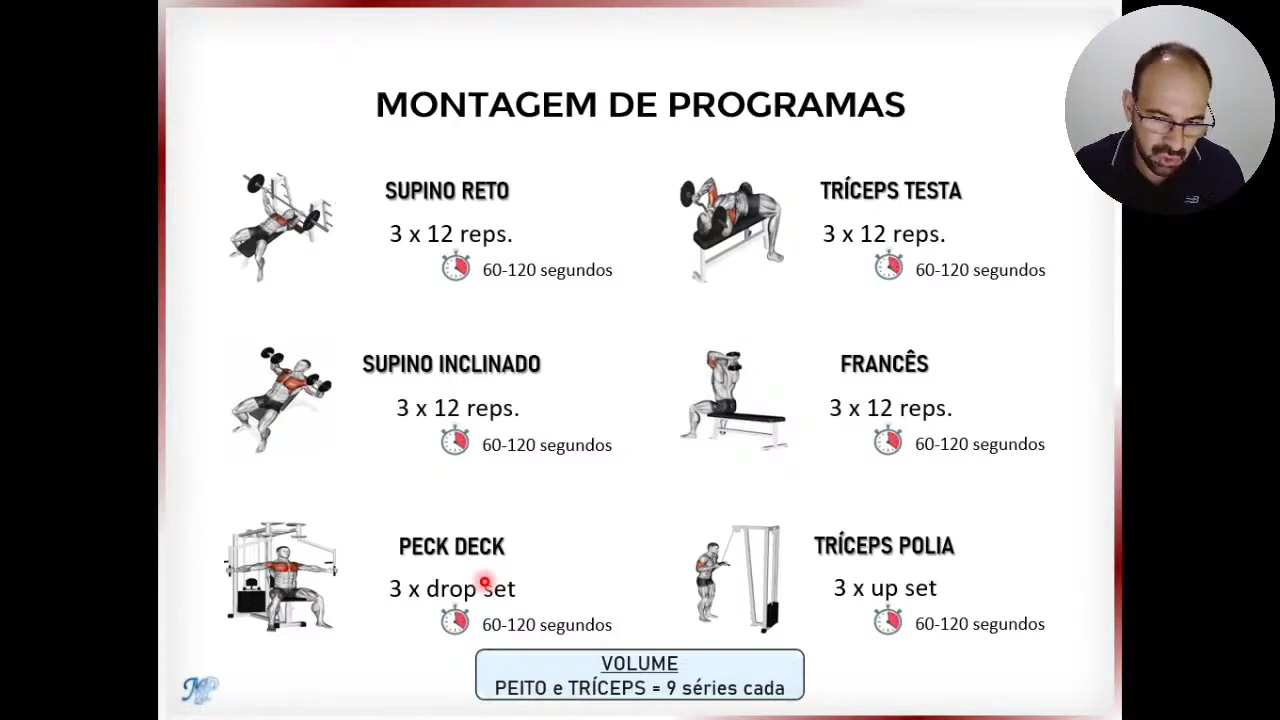 MONTAGEM DE PROGRAMAS
SUPINO RETO
3 x 12 reps.
60-120 segundos
TRÍCEPS TESTA
3 x 12 reps.
60-120 segundos
SUPINO INCLINADO
3 x 12 reps.
60-120 segundos
FRANCÊS
3 x 12 reps.
60-120 segundos
PECK DECK
3 x drop set
60-120 segundos
TRÍCEPS POLIA
3 x up set
60-120 segundos
VOLUME
PEITO e TRÍCEPS = 9 séries cada